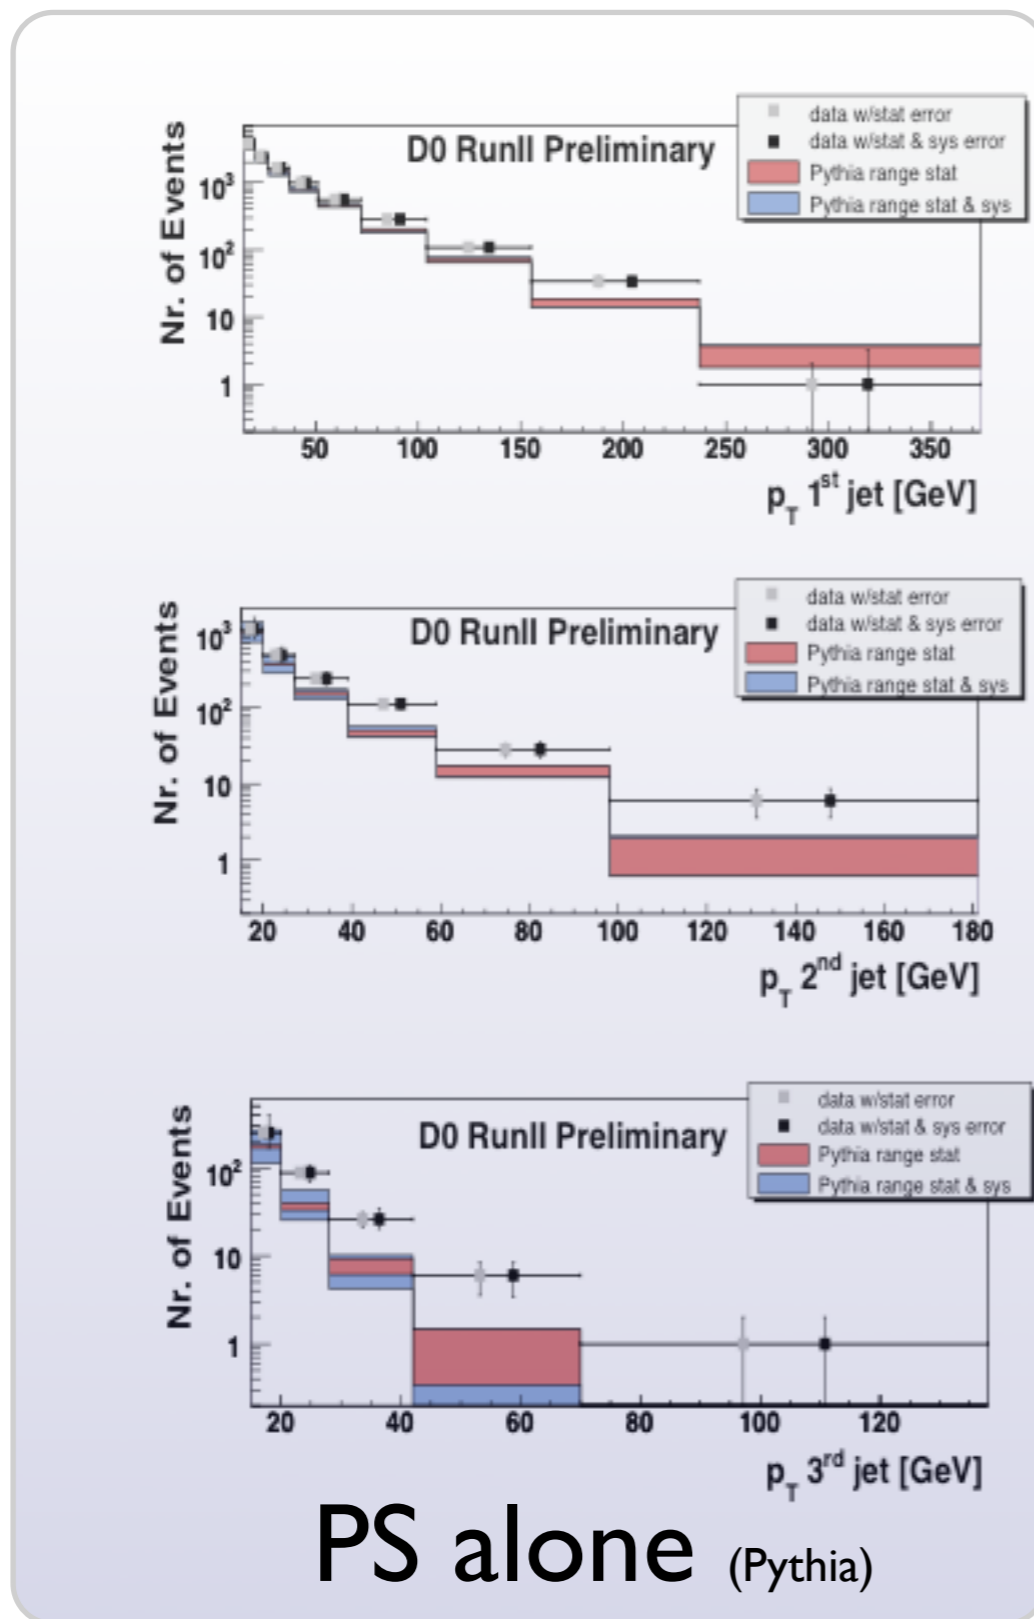 data w/stat error
data w/stat & sys error
Pythia range stat
Pythia range stat & sys
D0 RunII Preliminary
Nr. of Events
10³
10²
10
1
50 100 150 200 250 300 350
p_T 1ˢᵗ jet [GeV]
data w/stat error
data w/stat & sys error
Pythia range stat
Pythia range stat & sys
D0 RunII Preliminary
Nr. of Events
10³
10²
10
1
20 40 60 80 100 120 140 160 180
p_T 2ⁿᵈ jet [GeV]
data w/stat error
data w/stat & sys error
Pythia range stat
Pythia range stat & sys
D0 RunII Preliminary
Nr. of Events
10²
10
1
20 40 60 80 100 120
p_T 3ʳᵈ jet [GeV]
PS alone (Pythia)